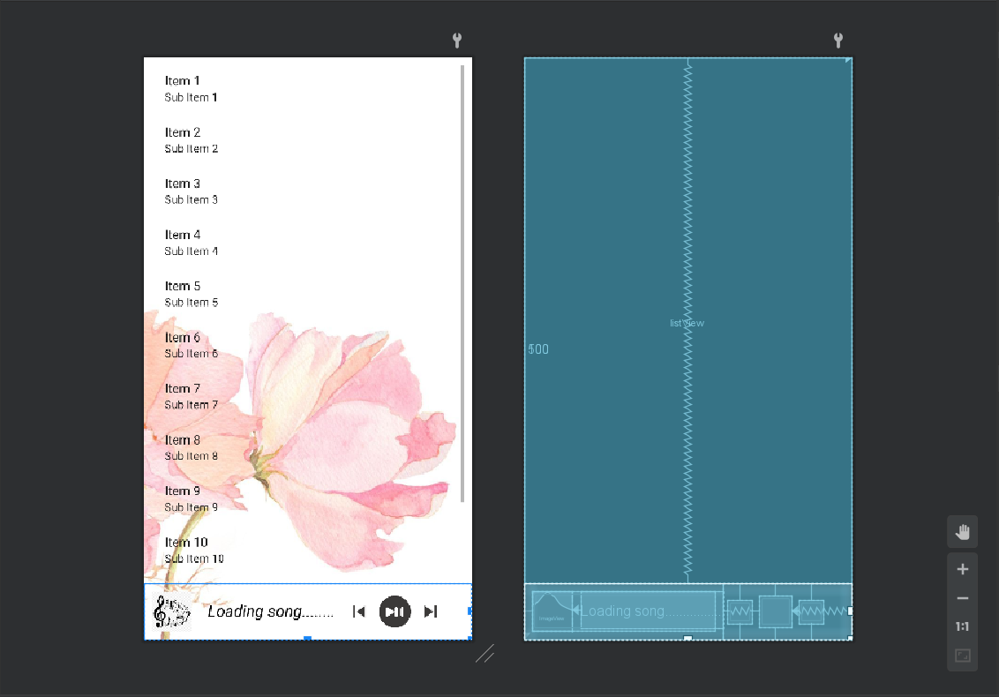 Item 1
Sub Item 1
Item 2
Sub Item 2
Item 3
Sub Item 3
Item 4
Sub Item 4
Item 5
Sub Item 5
Item 6
Sub Item 6
Item 7
Sub Item 7
Item 8
Sub Item 8
Item 9
Sub Item 9
Item 10
Sub Item 10
Loading song........
listView
500
ImageView
Loading song................
1:1